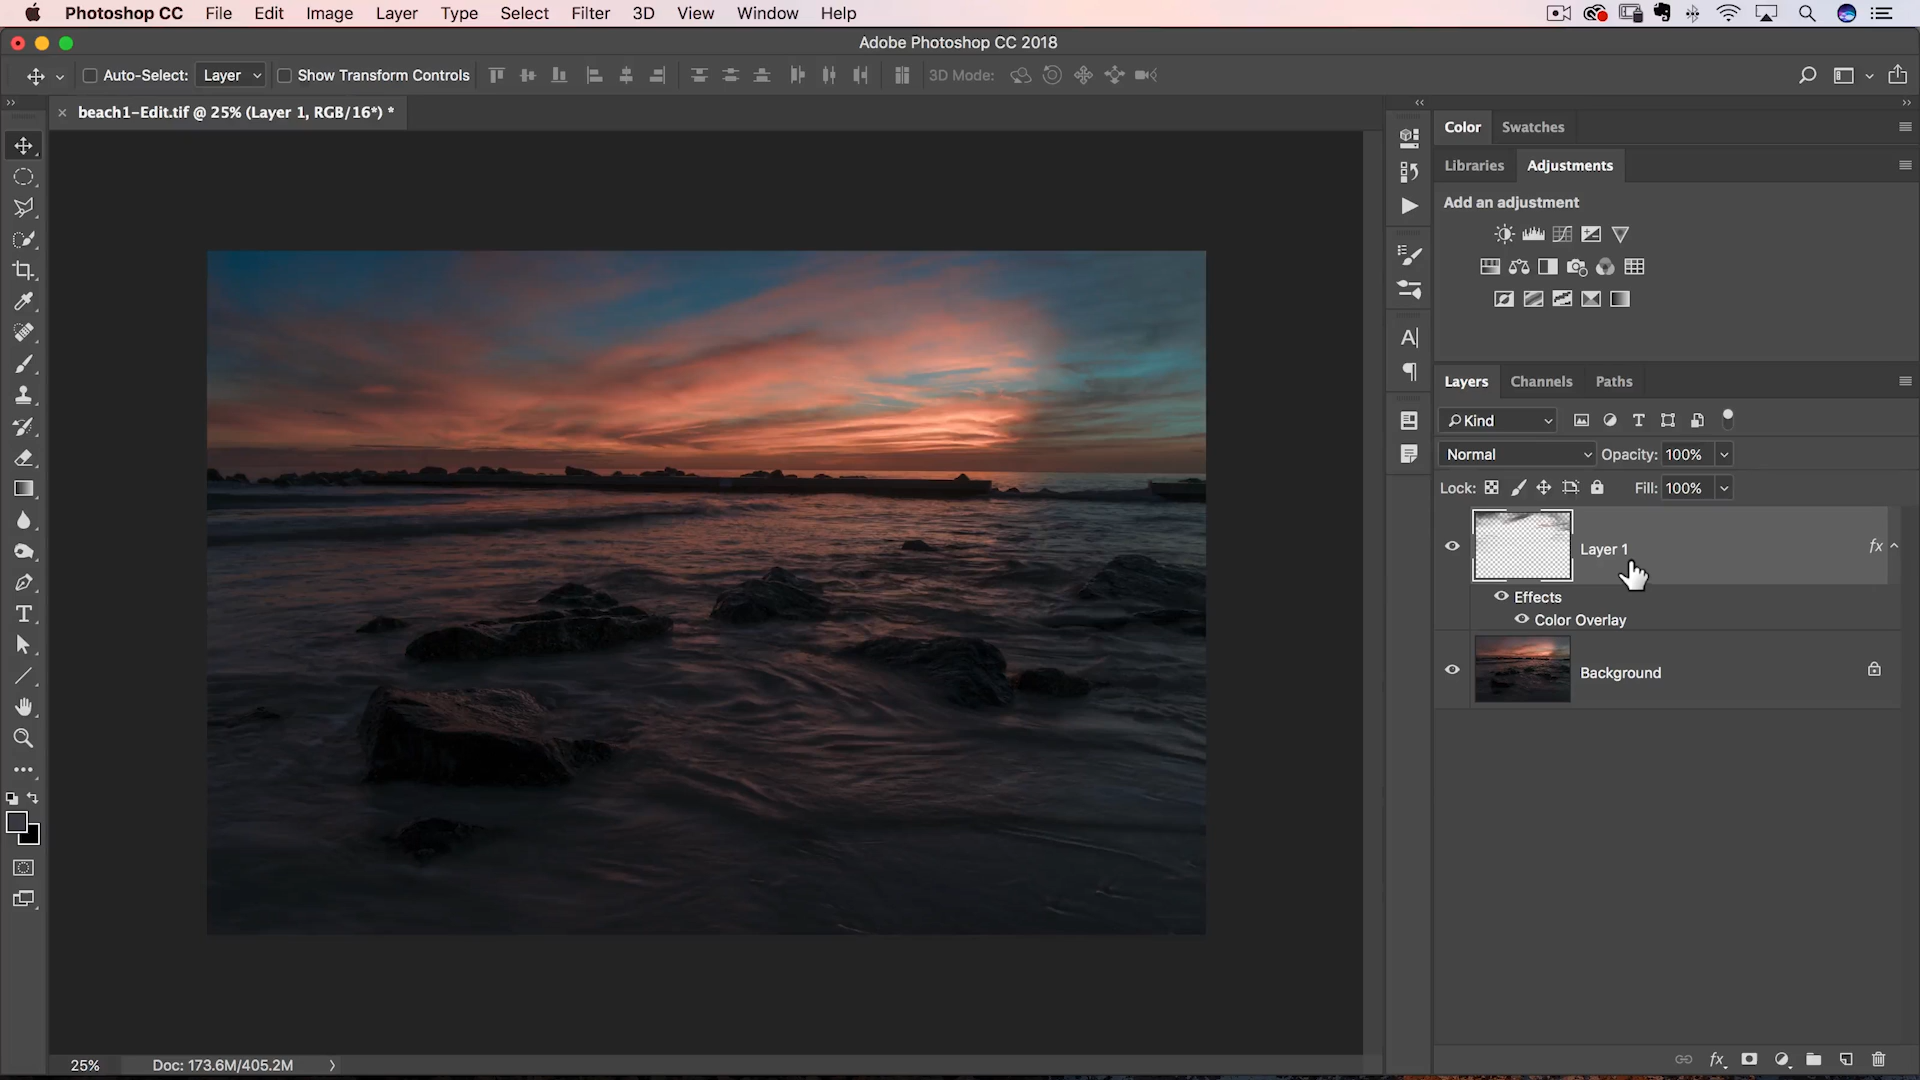 Photoshop CC File Edit Image Layer Type Select Filter 3D View Window Help
Adobe Photoshop CC 2018
Auto-Select: Layer Show Transform Controls 3D Mode:
beach1-Edit.tif @ 25% (Layer 1, RGB/16*) *
Color Swatches
Libraries Adjustments
Add an adjustment
Layers Channels Paths
Kind
Normal Opacity: 100%
Lock: Fill: 100%
Layer 1 fx
Effects
Color Overlay
Background
25% Doc: 173.6M/405.2M
fx